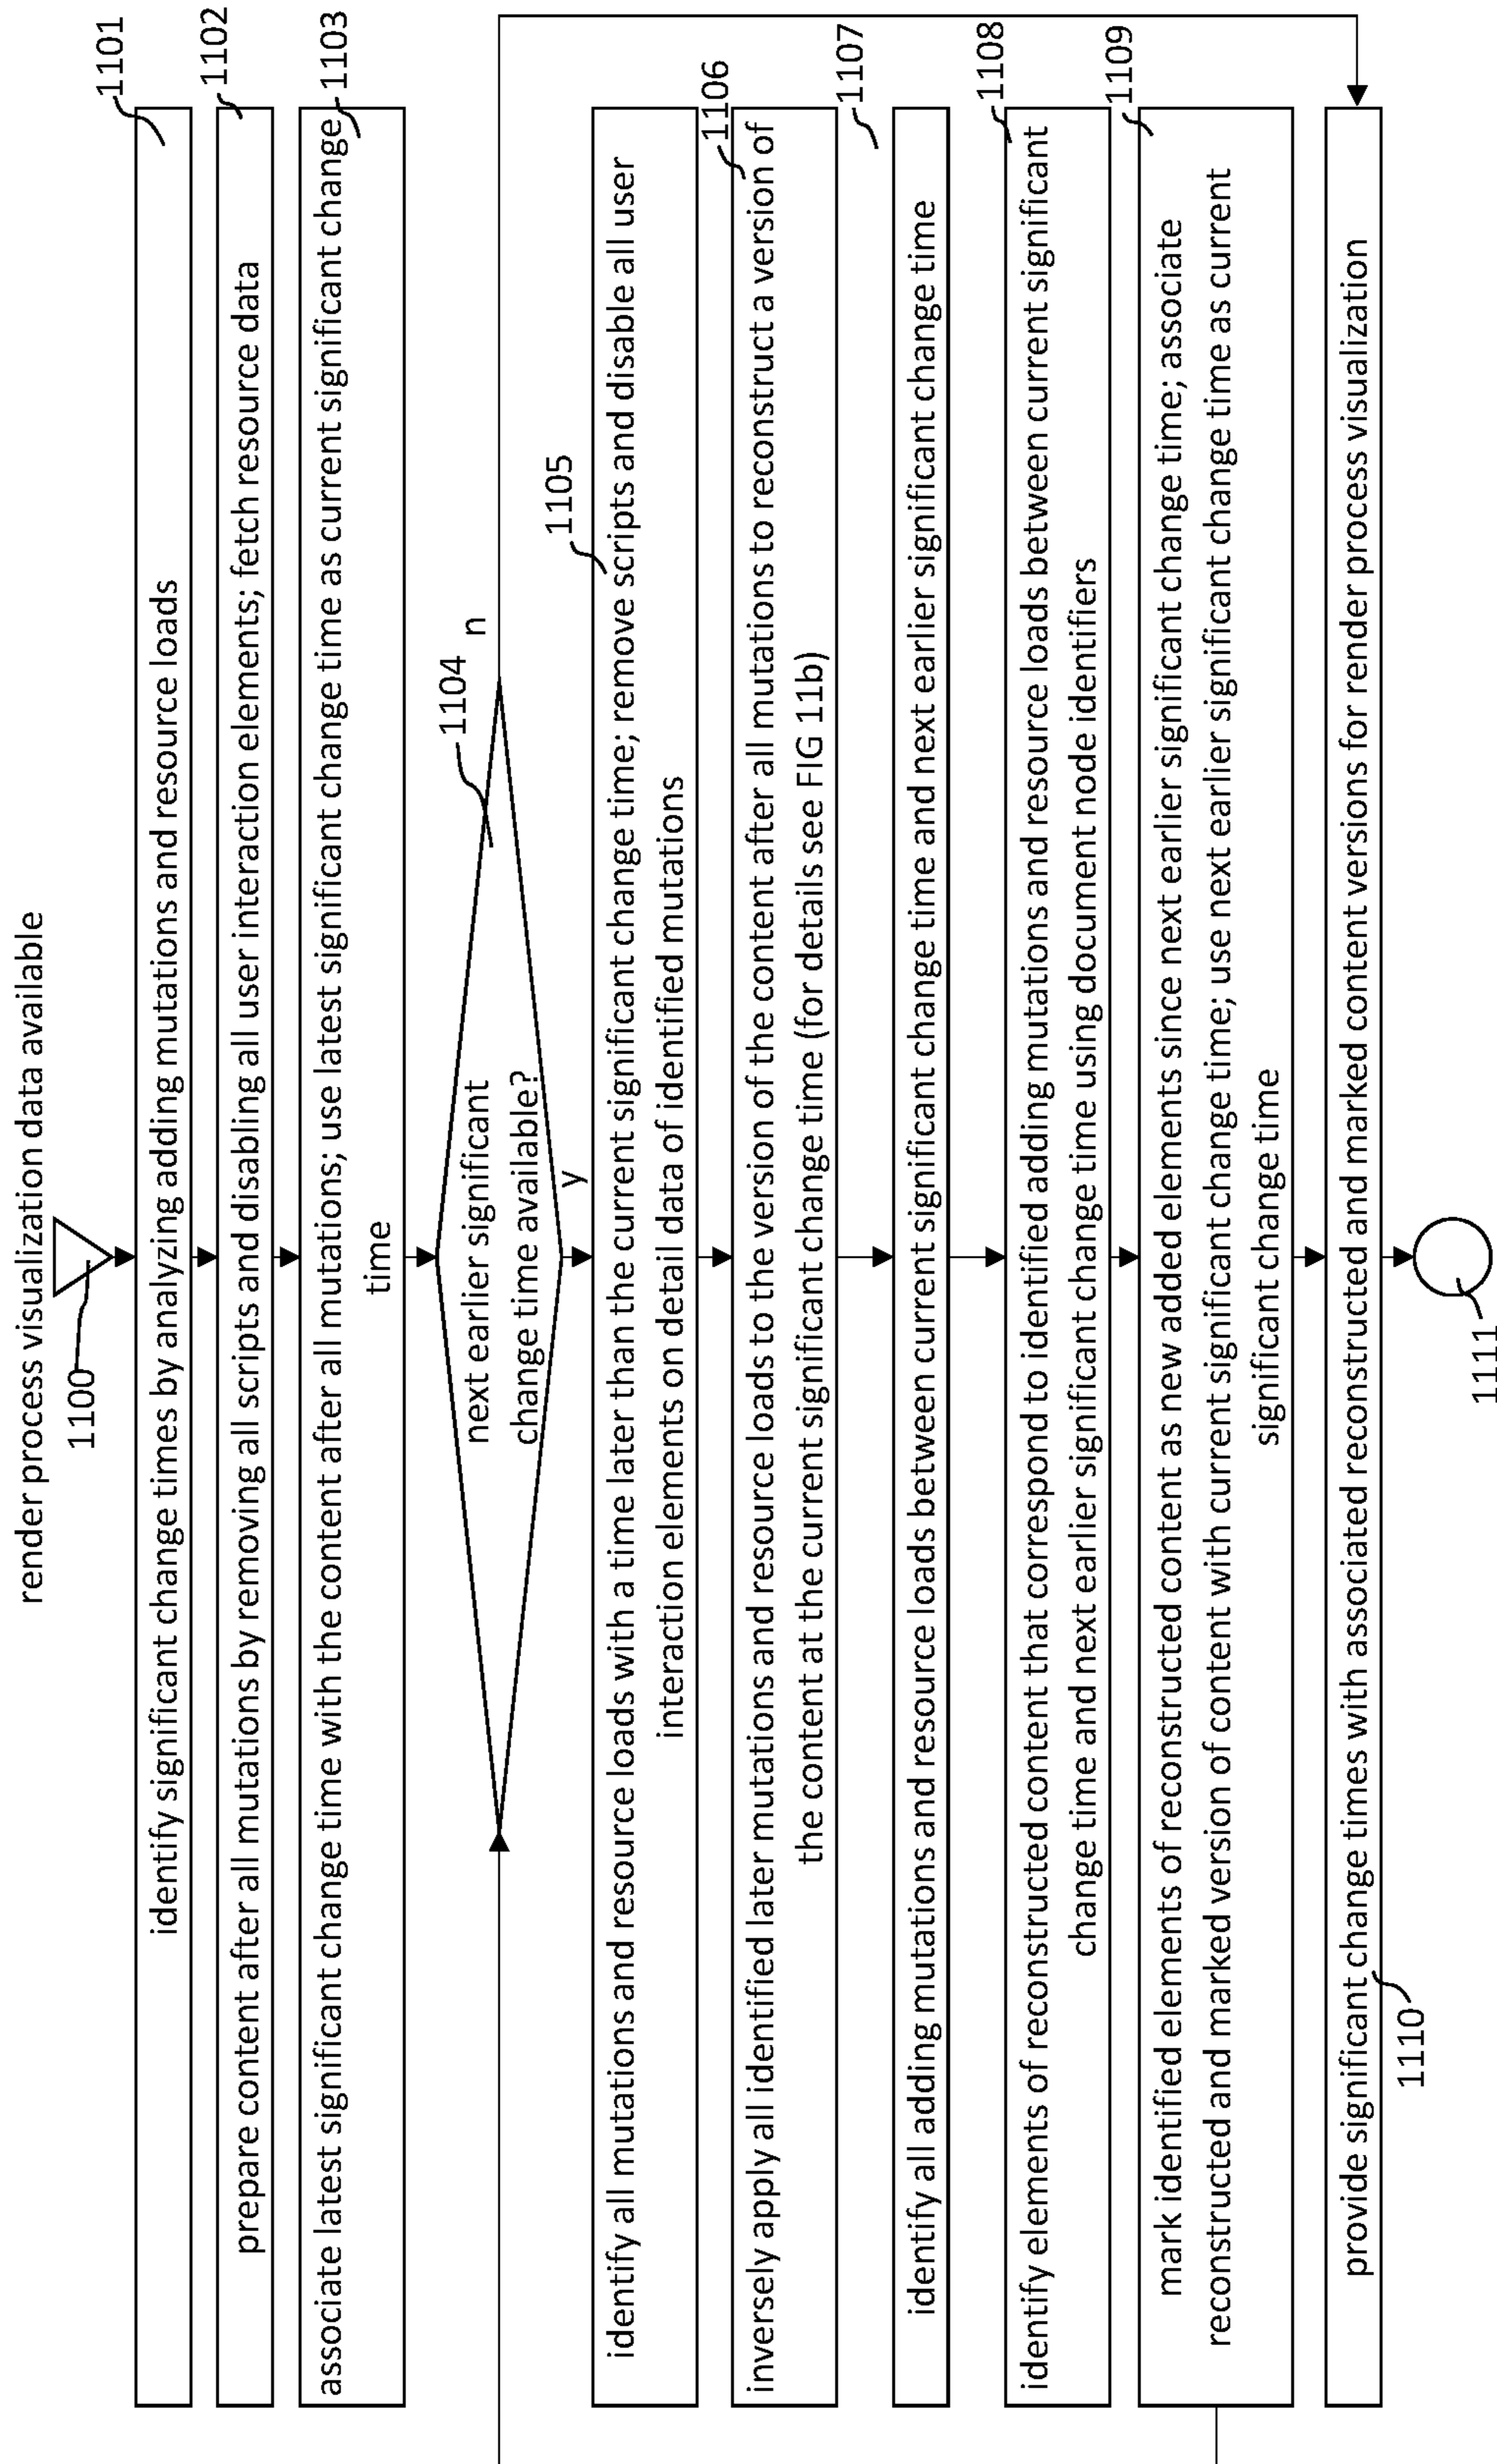 render process visualization data available
1100
1101
identify significant change times by analyzing adding mutations and resource loads
1102
prepare content after all mutations by removing all scripts and disabling all user interaction elements; fetch resource data
1103
associate latest significant change time with the content after all mutations; use latest significant change time as current significant change
time
1104
next earlier significant
change time available?
n
y
1105
identify all mutations and resource loads with a time later than the current significant change time; remove scripts and disable all user
interaction elements on detail data of identified mutations
1106
inversely apply all identified later mutations and resource loads to the version of the content after all mutations to reconstruct a version of
the content at the current significant change time (for details see FIG 11b)
1107
identify all adding mutations and resource loads between current significant change time and next earlier significant change time
1108
identify elements of reconstructed content that correspond to identified adding mutations and resource loads between current significant
change time and next earlier significant change time using document node identifiers
1109
mark identified elements of reconstructed content as new added elements since next earlier significant change time; associate
reconstructed and marked version of content with current significant change time; use next earlier significant change time as current
significant change time
provide significant change times with associated reconstructed and marked content versions for render process visualization
1110
1111